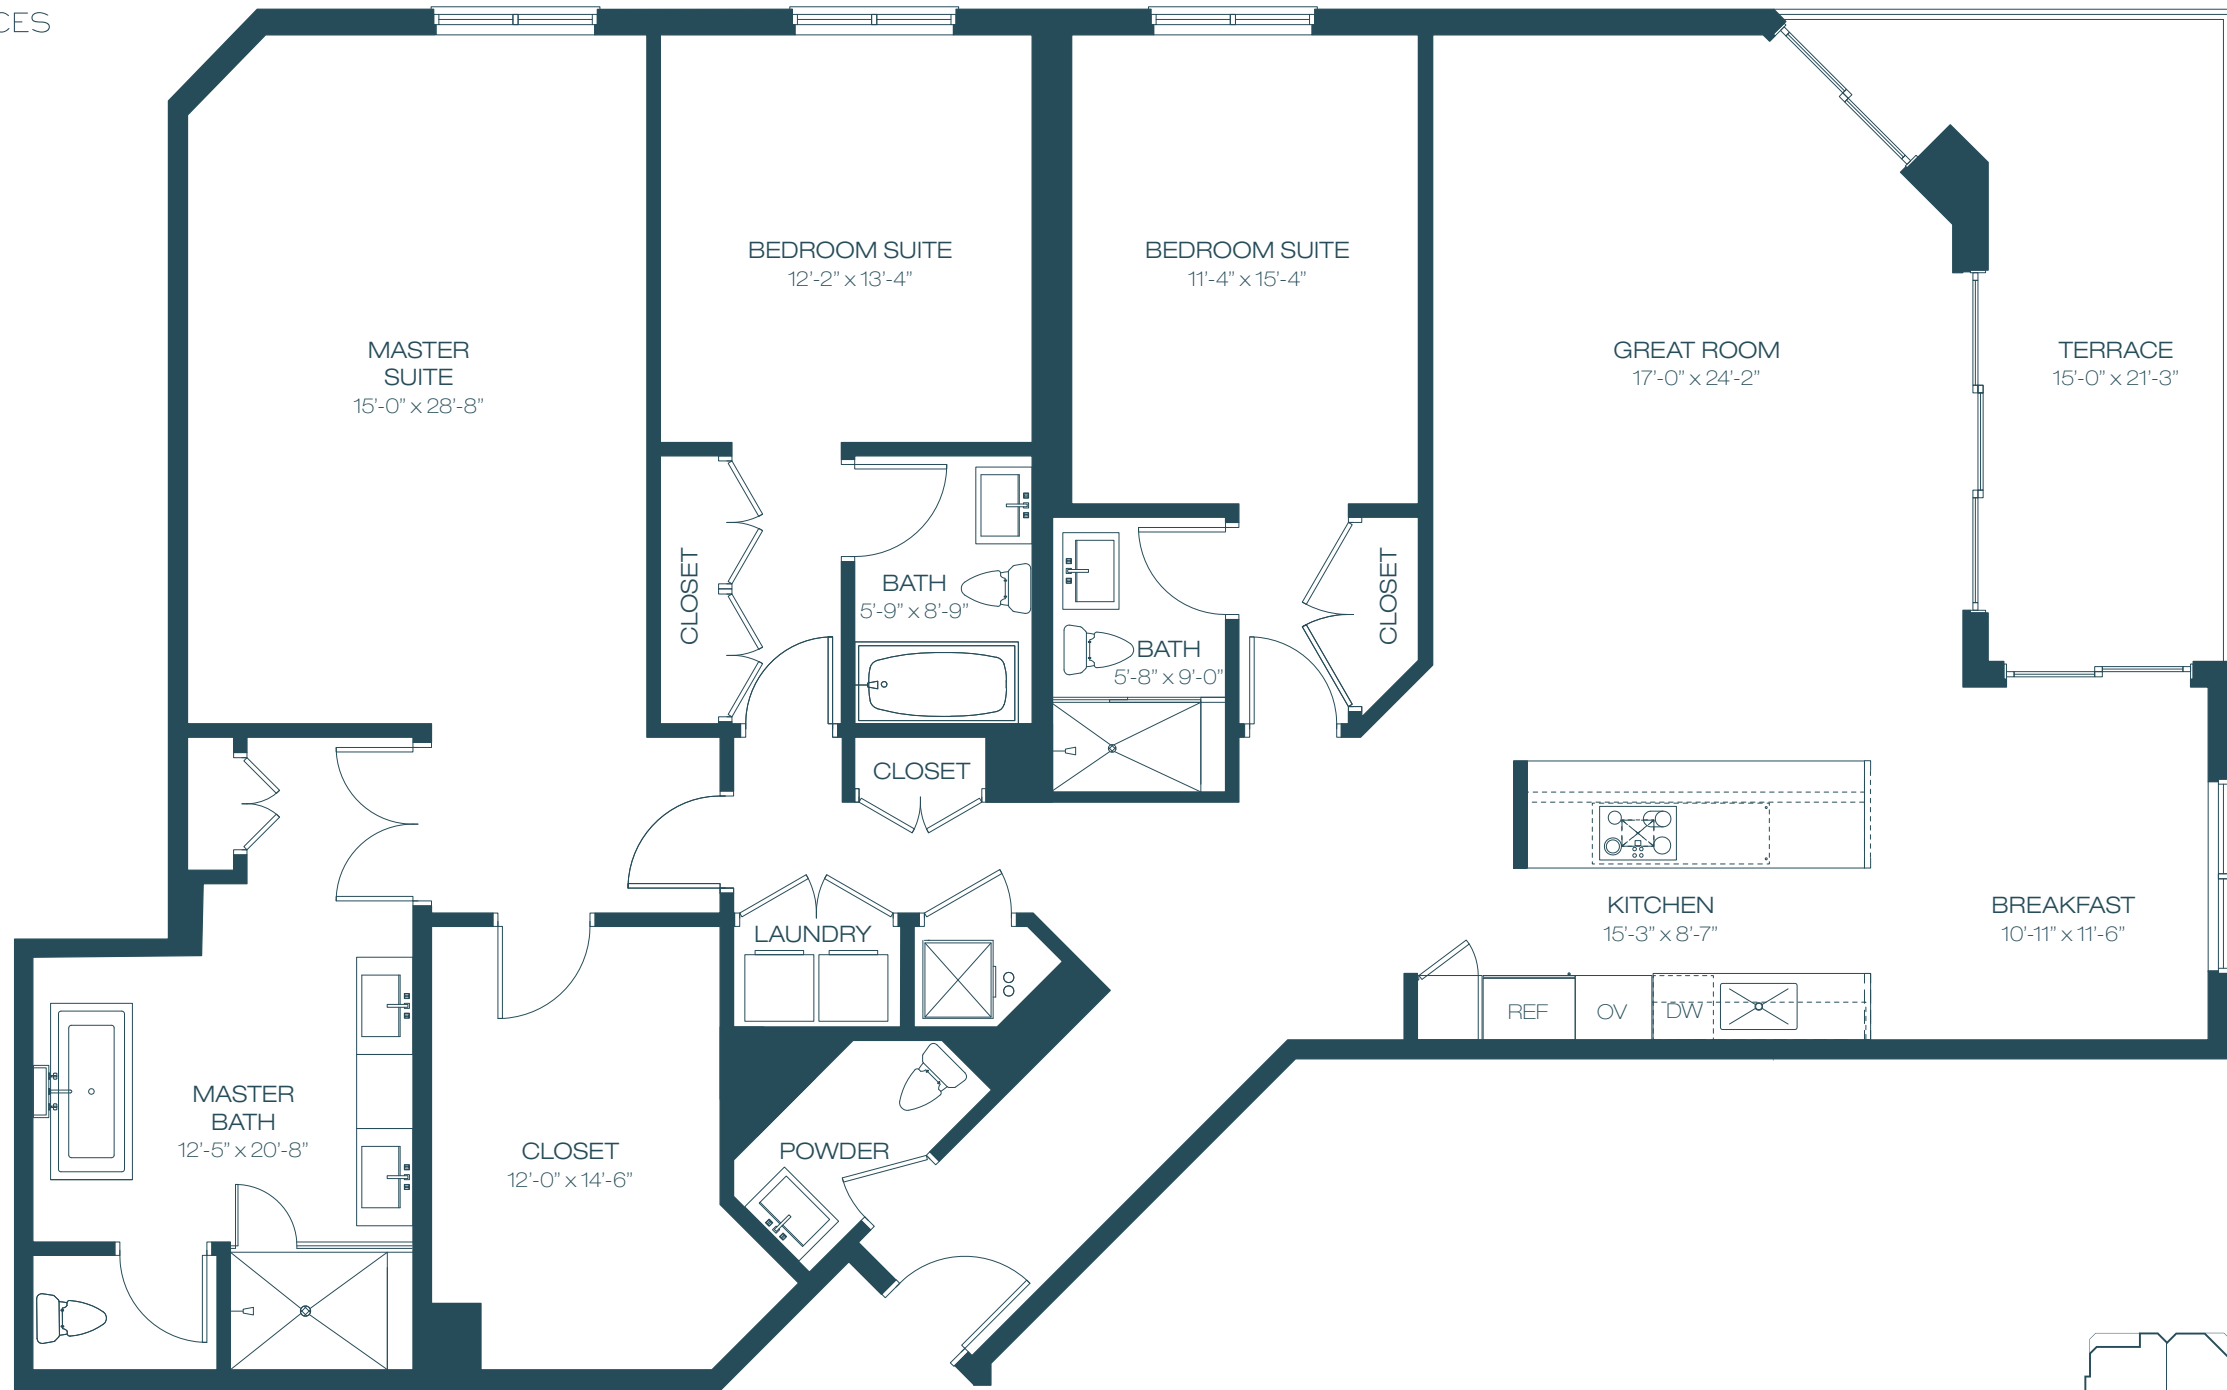 BEDROOM SUITE
12'-2" x 13'-4"
BEDROOM SUITE
11'-4" x 15'-4"
MASTER
SUITE
15'-0" x 28'-8"
GREAT ROOM
17'-0" x 24'-2"
TERRACE
15'-0" x 21'-3"
CLOSET
BATH
5'-9" x 8'-9"
BATH
5'-8" x 9'-0"
CLOSET
CLOSET
LAUNDRY
KITCHEN
15'-3" x 8'-7"
BREAKFAST
10'-11" x 11'-6"
REF
OV
DW
MASTER
BATH
12'-5" x 20'-8"
CLOSET
12'-0" x 14'-6"
POWDER